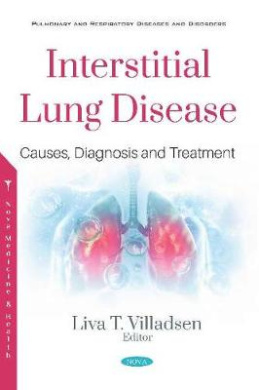 Pulmonary and Respiratory Diseases and Disorders
Interstitial
Lung Disease
Causes, Diagnosis and Treatment
Nova Medicine & Health
Liva T. Villadsen
Editor
NOVA